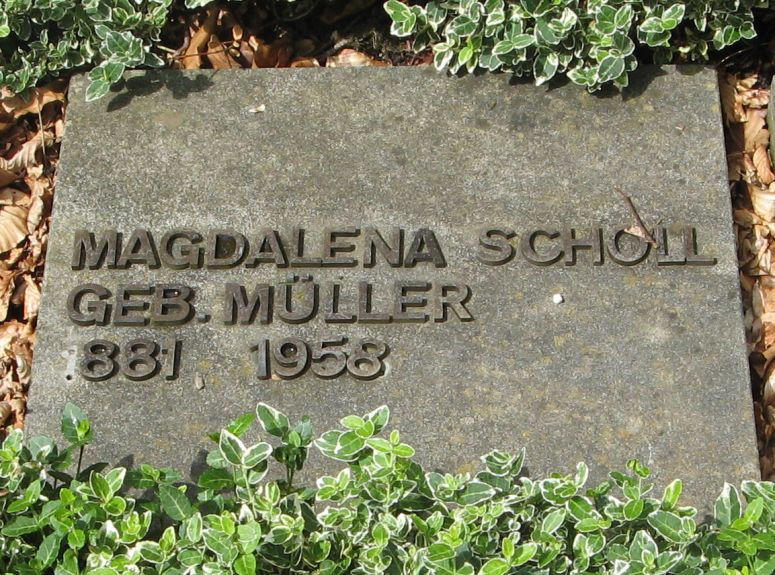 MAGDALENA SCHOLL
GEB. MÜLLER
1881 1958